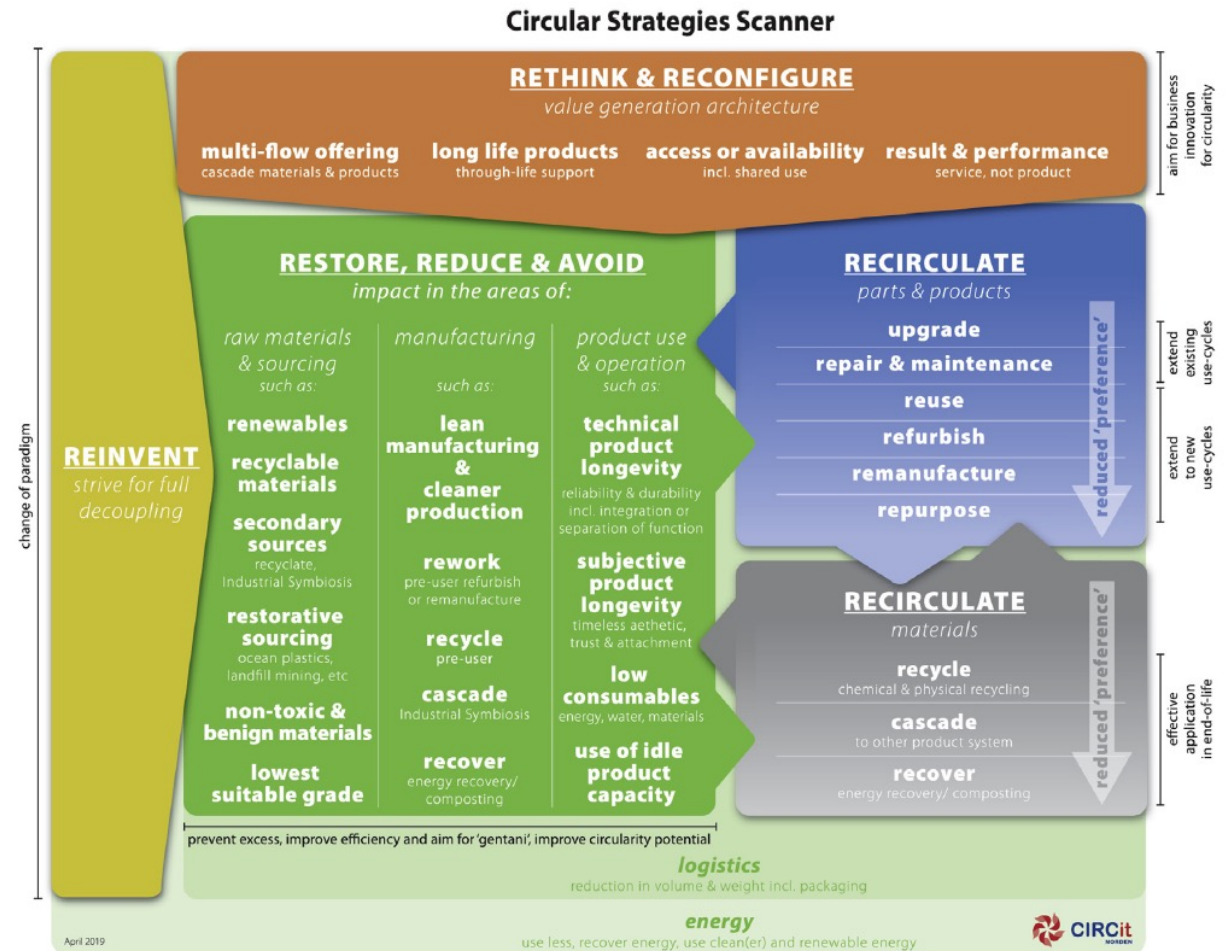 Circular Strategies Scanner
change of paradigm
REINVENT
strive for full
decoupling
RETHINK & RECONFIGURE
value generation architecture
multi-flow offering
cascade materials & products
long life products
through-life support
access or availability
incl. shared use
result & performance
service, not product
aim for business
innovation
for circularity
RESTORE, REDUCE & AVOID
impact in the areas of:
raw materials
& sourcing
such as:
renewables
recyclable
materials
secondary
sources
recyclate,
Industrial Symbiosis
restorative
sourcing
ocean plastics,
landfill mining, etc
non-toxic &
benign materials
lowest
suitable grade
manufacturing
such as:
lean
manufacturing
&
cleaner
production
rework
pre-user refurbish
or remanufacture
recycle
pre-user
cascade
Industrial Symbiosis
recover
energy recovery/
composting
product use
& operation
such as:
technical
product
longevity
reliability & durability
incl. integration or
separation of function
subjective
product
longevity
timeless aethetic,
trust & attachment
low
consumables
energy, water, materials
use of idle
product
capacity
prevent excess, improve efficiency and aim for 'gentani', improve circularity potential
RECIRCULATE
parts & products
upgrade
repair & maintenance
reuse
refurbish
remanufacture
repurpose
reduced 'preference'
extend
existing
use-cycles
extend
to new
use-cycles
RECIRCULATE
materials
recycle
chemical & physical recycling
cascade
to other product system
recover
energy recovery/ composting
reduced 'preference'
effective
application
in end-of-life
logistics
reduction in volume & weight incl. packaging
energy
use less, recover energy, use clean(er) and renewable energy
April 2019
CIRCit
NORDEN